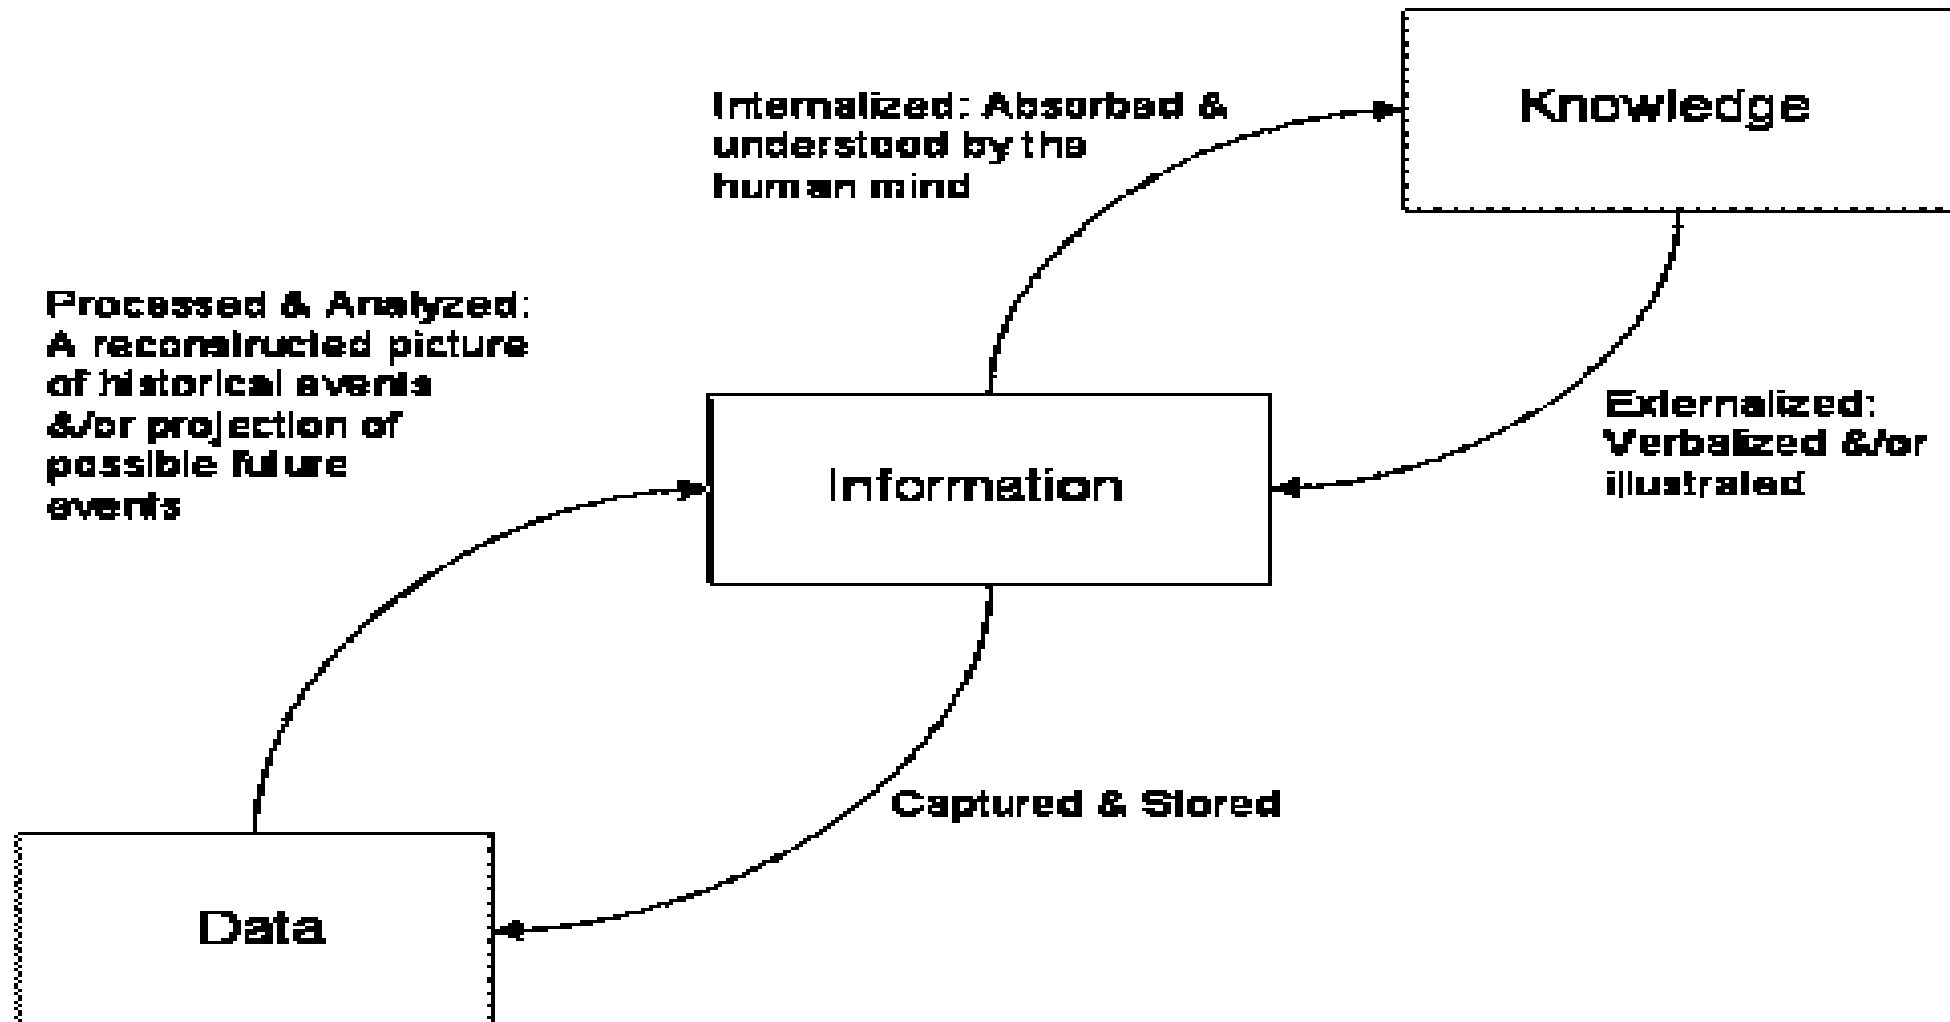 Knowledge
Internalized: Absorbed &
understood by the
human mind
Processed & Analyzed:
A reconstructed picture
of historical events
&/or projection of
possible future
events
Externalized:
Verbalized &/or
illustrated
Information
Captured & Stored
Data